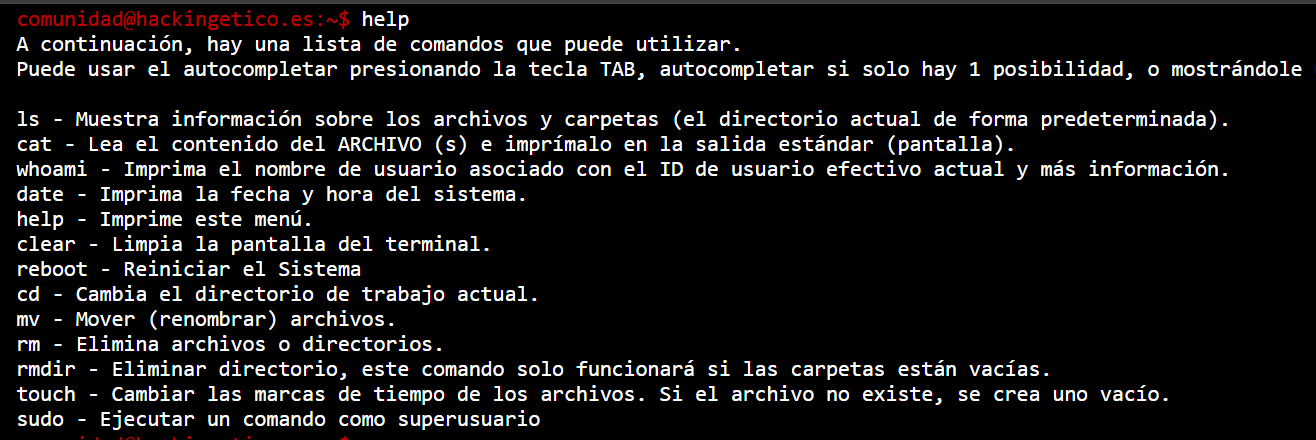 comunidad@hackingetico.es:~$ help
A continuación, hay una lista de comandos que puede utilizar.
Puede usar el autocompletar presionando la tecla TAB, autocompletar si solo hay 1 posibilidad, o mostrándole
ls - Muestra información sobre los archivos y carpetas (el directorio actual de forma predeterminada).
cat - Lea el contenido del ARCHIVO (s) e imprímalo en la salida estándar (pantalla).
whoami - Imprima el nombre de usuario asociado con el ID de usuario efectivo actual y más información.
date - Imprima la fecha y hora del sistema.
help - Imprime este menú.
clear - Limpia la pantalla del terminal.
reboot - Reiniciar el Sistema
cd - Cambia el directorio de trabajo actual.
mv - Mover (renombrar) archivos.
rm - Elimina archivos o directorios.
rmdir - Eliminar directorio, este comando solo funcionará si las carpetas están vacías.
touch - Cambiar las marcas de tiempo de los archivos. Si el archivo no existe, se crea uno vacío.
sudo - Ejecutar un comando como superusuario